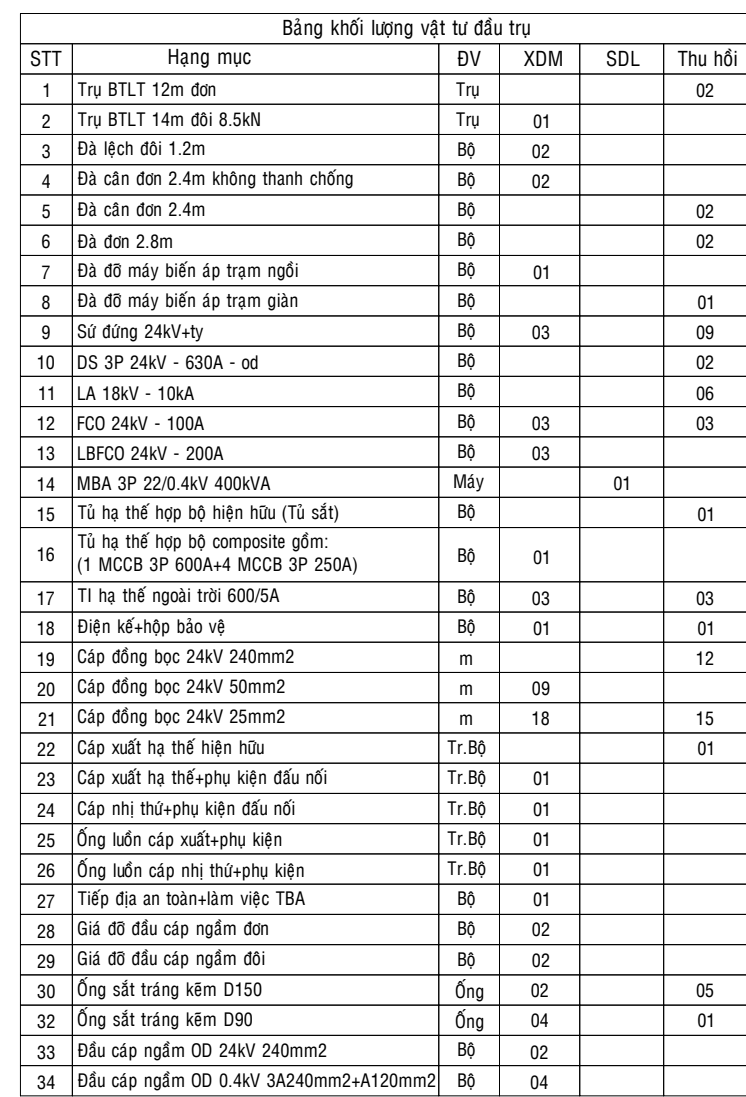 Bảng khối lượng vật tư đầu trụ
STT Hạng mục ĐV XDM SDL Thu hồi
1 Trụ BTLT 12m đơn Trụ 02
2 Trụ BTLT 14m đôi 8.5kN Trụ 01
3 Đà lệch đôi 1.2m Bộ 02
4 Đà cân đơn 2.4m không thanh chống Bộ 02
5 Đà cân đơn 2.4m Bộ 02
6 Đà đơn 2.8m Bộ 02
7 Đà đỡ máy biến áp trạm ngồi Bộ 01
8 Đà đỡ máy biến áp trạm giàn Bộ 01
9 Sứ đứng 24kV+ty Bộ 03 09
10 DS 3P 24kV - 630A - od Bộ 02
11 LA 18kV - 10kA Bộ 06
12 FCO 24kV - 100A Bộ 03 03
13 LBFCO 24kV - 200A Bộ 03
14 MBA 3P 22/0.4kV 400kVA Máy 01
15 Tủ hạ thế hợp bộ hiện hữu (Tủ sắt) Bộ 01
16 Tủ hạ thế hợp bộ composite gồm:
(1 MCCB 3P 600A+4 MCCB 3P 250A) Bộ 01
17 TI hạ thế ngoài trời 600/5A Bộ 03 03
18 Điện kế+hộp bảo vệ Bộ 01 01
19 Cáp đồng bọc 24kV 240mm2 m 12
20 Cáp đồng bọc 24kV 50mm2 m 09
21 Cáp đồng bọc 24kV 25mm2 m 18 15
22 Cáp xuất hạ thế hiện hữu Tr.Bộ 01
23 Cáp xuất hạ thế+phụ kiện đấu nối Tr.Bộ 01
24 Cáp nhị thứ+phụ kiện đấu nối Tr.Bộ 01
25 Ống luồn cáp xuất+phụ kiện Tr.Bộ 01
26 Ống luồn cáp nhị thứ+phụ kiện Tr.Bộ 01
27 Tiếp địa an toàn+làm việc TBA Bộ 01
28 Giá đỡ đầu cáp ngầm đơn Bộ 02
29 Giá đỡ đầu cáp ngầm đôi Bộ 02
30 Ống sắt tráng kẽm D150 Ống 02 05
32 Ống sắt tráng kẽm D90 Ống 04 01
33 Đầu cáp ngầm OD 24kV 240mm2 Bộ 02
34 Đầu cáp ngầm OD 0.4kV 3A240mm2+A120mm2 Bộ 04